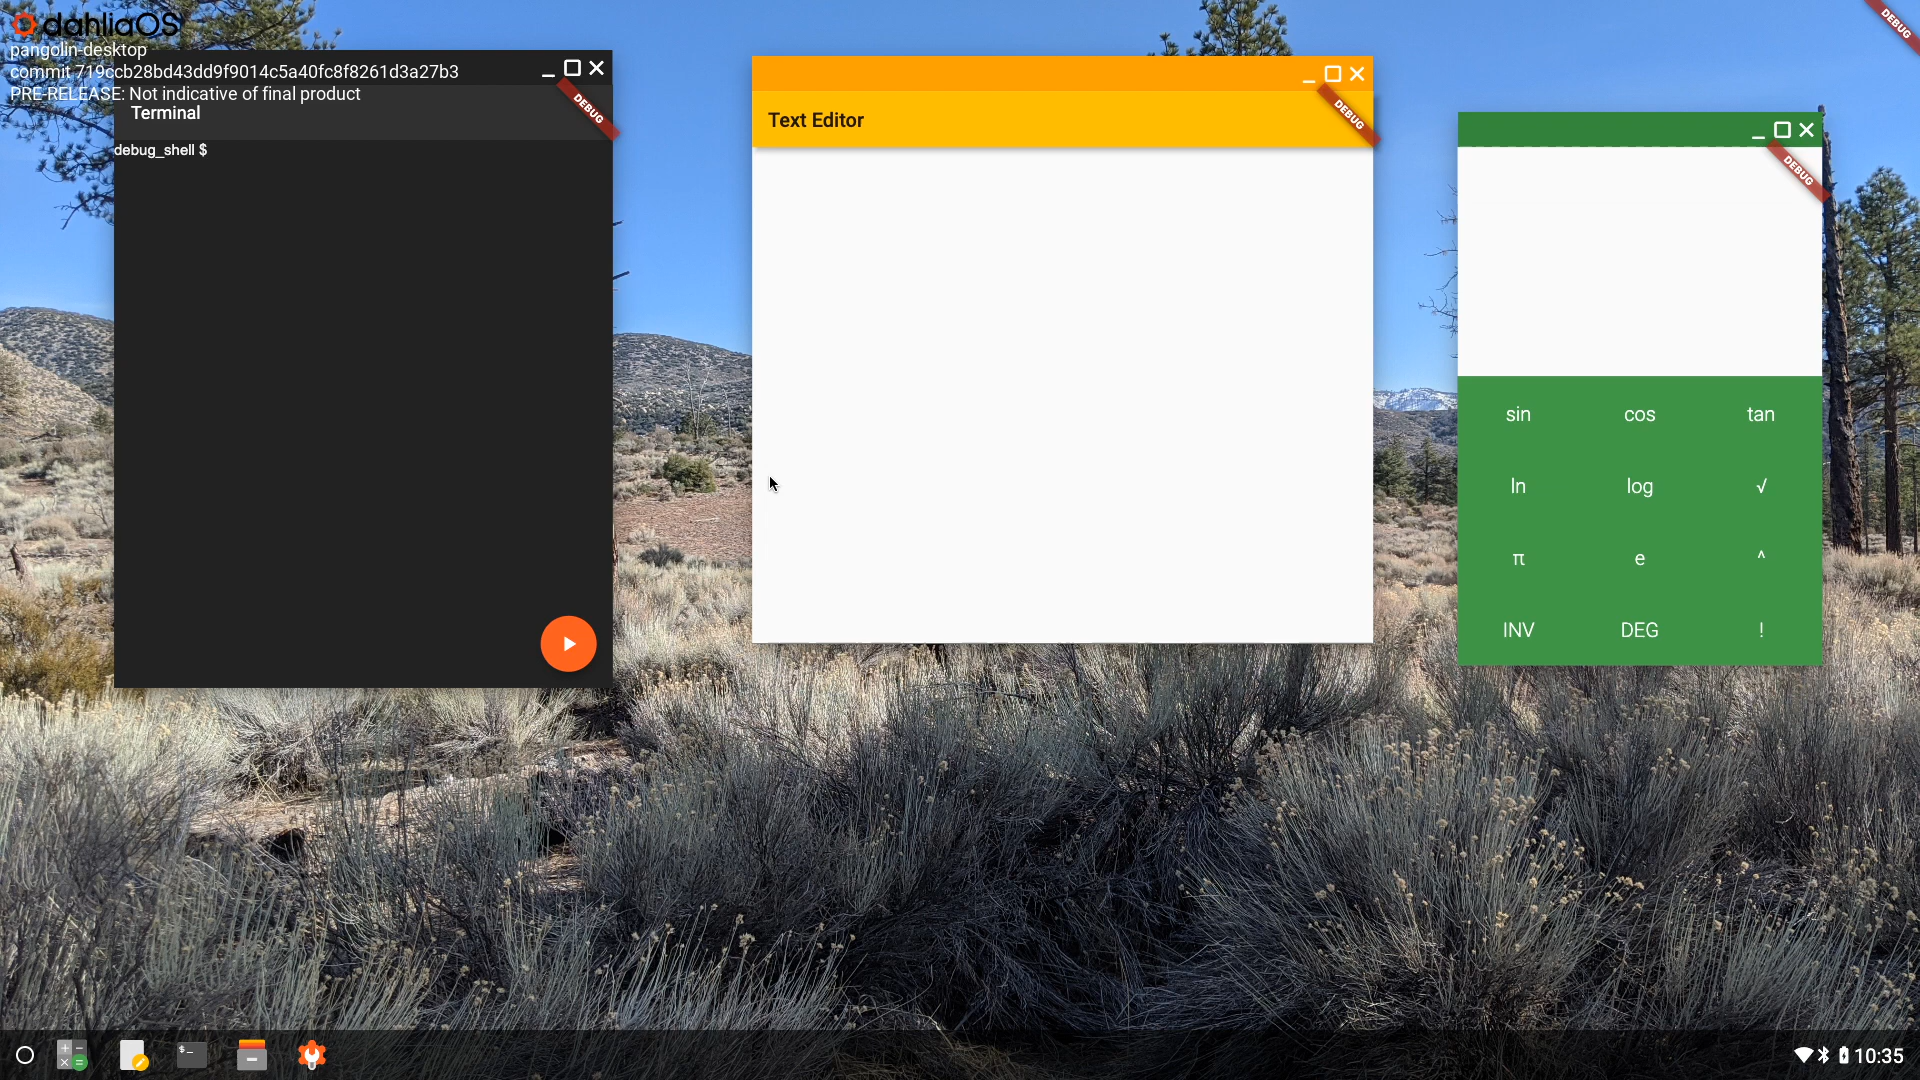 dahliaOS
pangolin-desktop
commit 719ccb28bd43dd9f9014c5a40fc8f8261d3a27b3
PRE-RELEASE: Not indicative of final product
DEBUG
Terminal
DEBUG
debug_shell $
Text Editor
DEBUG
DEBUG
sin cos tan
ln log √
π e ^
INV DEG !
10:35